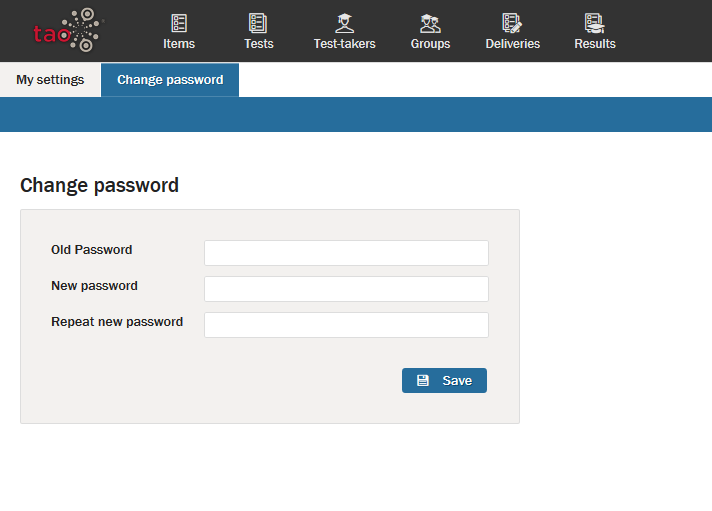 tao
Items Tests Test-takers Groups Deliveries Results
My settings Change password
Change password
Old Password
New password
Repeat new password
Save